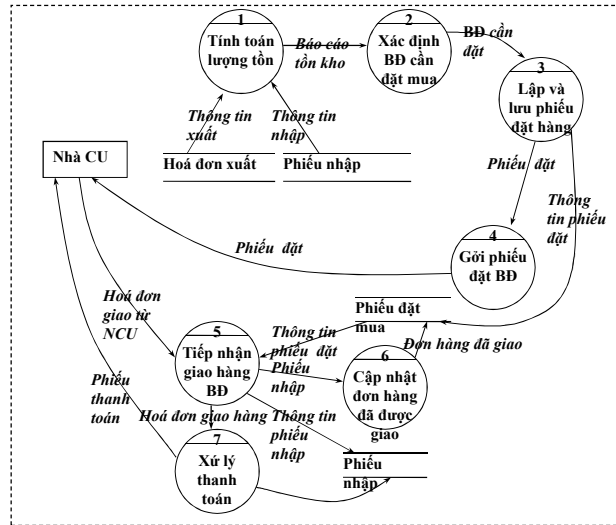 1
Tính toán
lượng tồn
Báo cáo
tồn kho
2
Xác định
BĐ cần
đặt mua
BĐ cần
đặt
3
Lập và
lưu phiếu
đặt hàng
Thông tin
xuất
Thông tin
nhập
Hoá đơn xuất
Phiếu nhập
Nhà CU
Phiếu đặt
Thông
tin phiếu
đặt
4
Gởi phiếu
đặt BĐ
Phiếu đặt
Hoá đơn
giao từ
NCU
Phiếu đặt
mua
Thông tin
phiếu đặt
Đơn hàng đã giao
5
Tiếp nhận
giao hàng
BĐ
Phiếu
nhập
6
Cập nhật
đơn hàng
đã được
giao
Phiếu
thanh
toán
Hoá đơn giao hàng
Thông tin
phiếu
nhập
7
Xử lý
thanh
toán
Phiếu
nhập